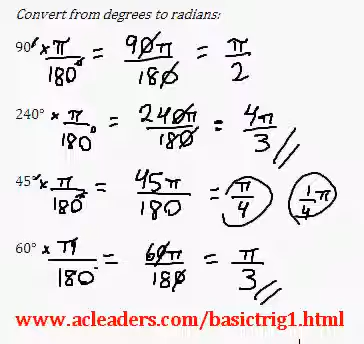 Convert from degrees to radians:
90° × π/180° = 90π/180 = π/2
240° × π/180° = 240π/180 = 4π/3
45° × π/180° = 45π/180 = π/4 1/4 π
60° × π/180° = 60π/180 = π/3
www.acleaders.com/basictrig1.html